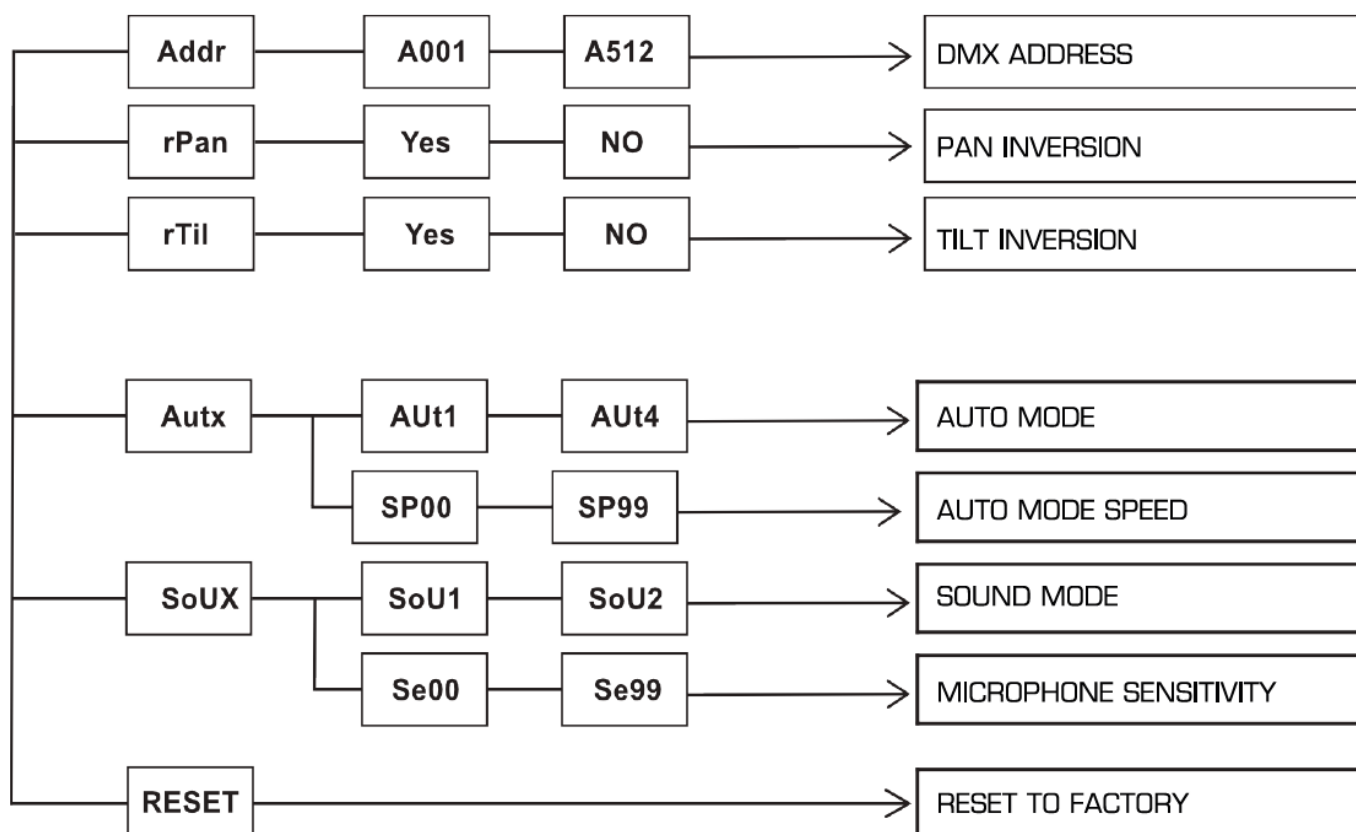 Addr A001 A512 DMX ADDRESS
rPan Yes NO PAN INVERSION
rTil Yes NO TILT INVERSION
Autx AUt1 AUt4 AUTO MODE
SP00 SP99 AUTO MODE SPEED
SoUX SoU1 SoU2 SOUND MODE
Se00 Se99 MICROPHONE SENSITIVITY
RESET RESET TO FACTORY